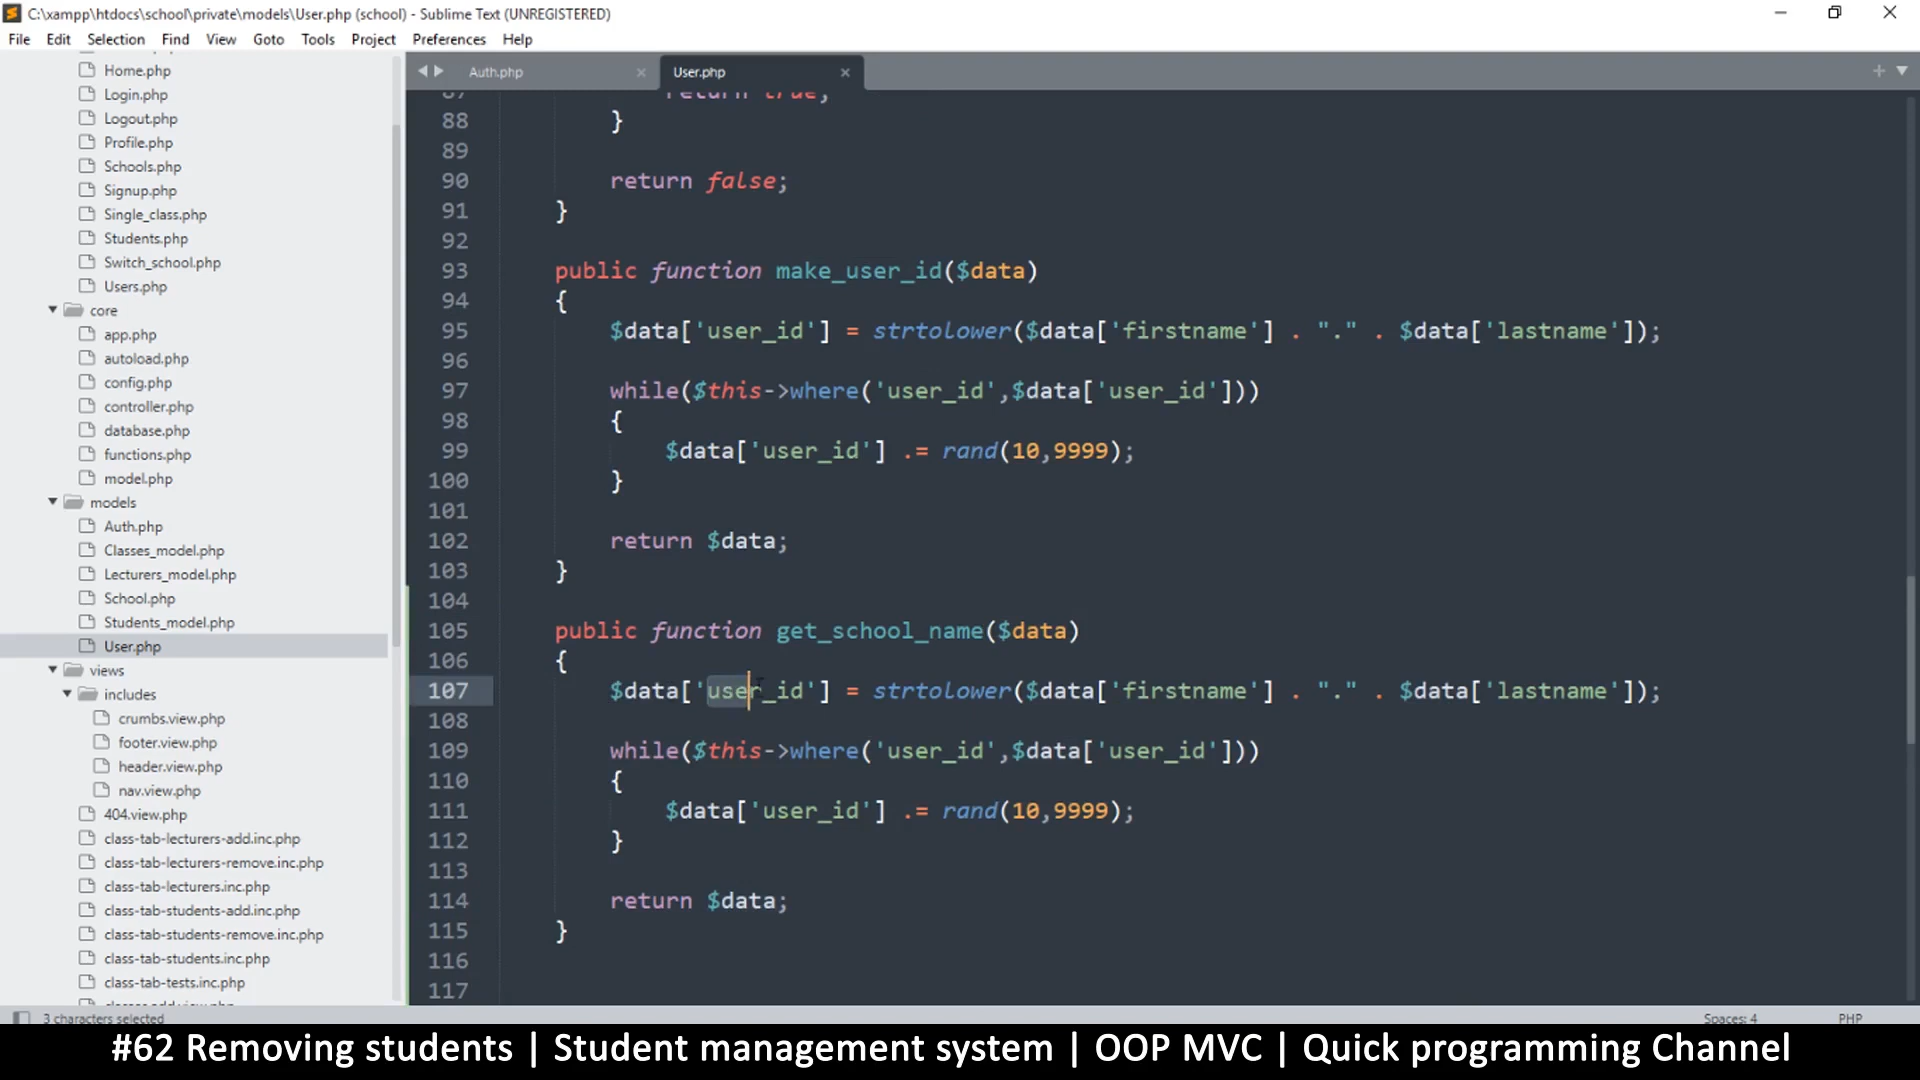 C:\xampp\htdocs\school\private\models\User.php (school) - Sublime Text (UNREGISTERED)
File Edit Selection Find View Goto Tools Project Preferences Help
Home.php
Login.php
Logout.php
Profile.php
Schools.php
Signup.php
Single_class.php
Students.php
Switch_school.php
Users.php
core
app.php
autoload.php
config.php
controller.php
database.php
functions.php
model.php
models
Auth.php
Classes_model.php
Lecturers_model.php
School.php
Students_model.php
User.php
views
includes
crumbs.view.php
footer.view.php
header.view.php
nav.view.php
404.view.php
class-tab-lecturers-add.inc.php
class-tab-lecturers-remove.inc.php
class-tab-lecturers.inc.php
class-tab-students-add.inc.php
class-tab-students-remove.inc.php
class-tab-students.inc.php
class-tab-tests.inc.php
Auth.php User.php
87 return true;
88 }
89
90 return false;
91 }
92
93 public function make_user_id($data)
94 {
95 $data['user_id'] = strtolower($data['firstname'] . "." . $data['lastname']);
96
97 while($this->where('user_id',$data['user_id']))
98 {
99 $data['user_id'] .= rand(10,9999);
100 }
101
102 return $data;
103 }
104
105 public function get_school_name($data)
106 {
107 $data['user_id'] = strtolower($data['firstname'] . "." . $data['lastname']);
108
109 while($this->where('user_id',$data['user_id']))
110 {
111 $data['user_id'] .= rand(10,9999);
112 }
113
114 return $data;
115 }
116
117
3 characters selected Spaces: 4 PHP
#62 Removing students | Student management system | OOP MVC | Quick programming Channel